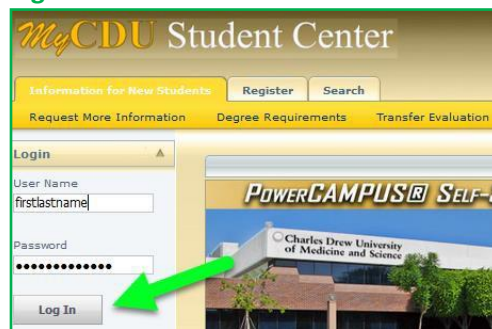 MyCDU Student Center
Information for New Students Register Search
Request More Information Degree Requirements Transfer Evaluation
Login
User Name
firstlastname
Password
Log In
POWERCAMPUS® SELF-
Charles Drew University
of Medicine and Science